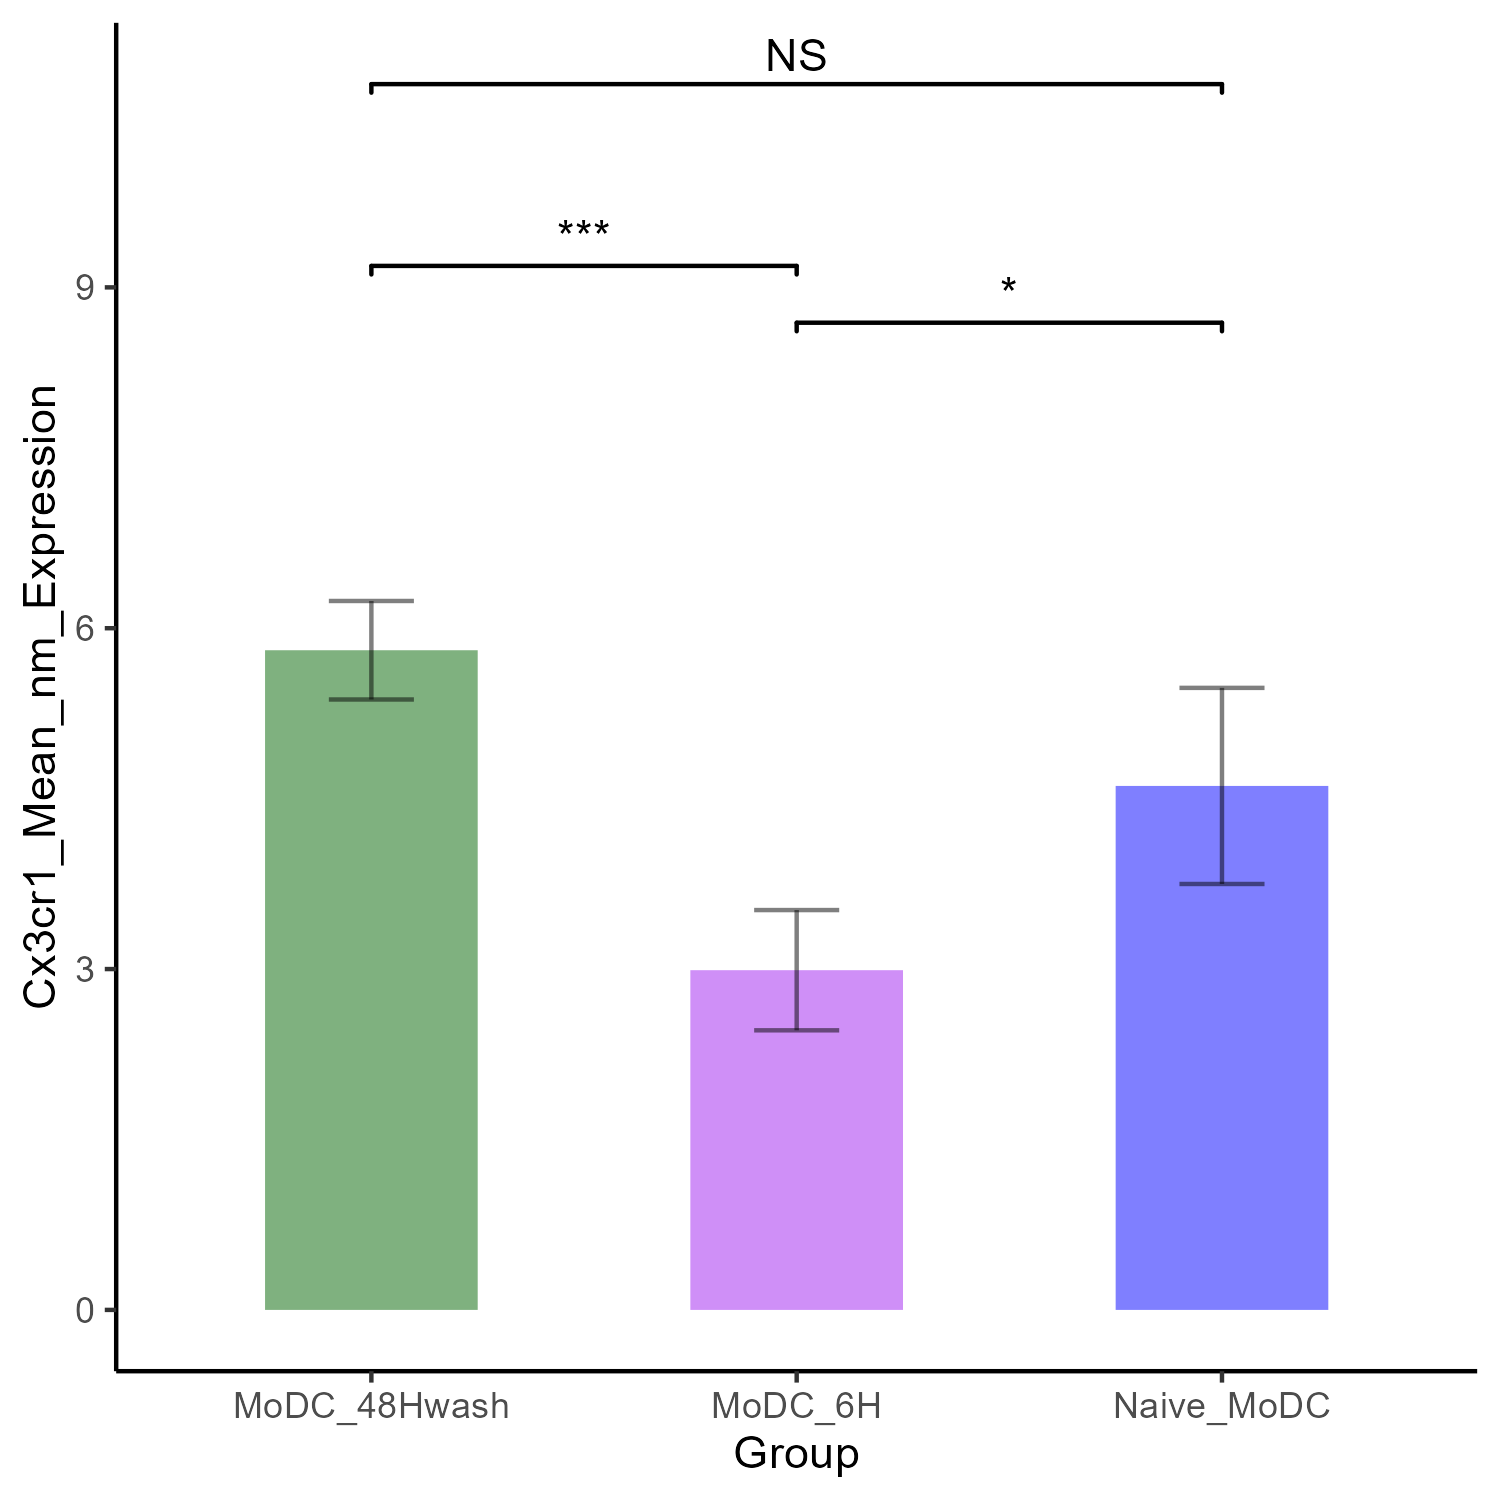 NS
***
*
9
6
3
0
Cx3cr1_Mean_nm_Expression
MoDC_48Hwash
MoDC_6H
Naive_MoDC
Group